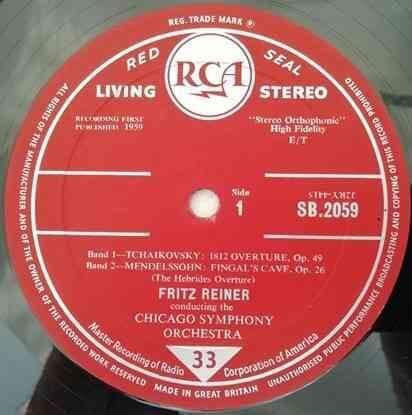 REG. TRADE MARK ®
RED SEAL
RCA
LIVING STEREO
RECORDING FIRST
PUBLISHED 1959
"Stereo Orthophonic"
High Fidelity
E/T
Side
1
SB.2059
Band 1—TCHAIKOVSKY: 1812 OVERTURE, Op. 49
Band 2—MENDELSSOHN: FINGAL'S CAVE, Op. 26
(The Hebrides Overture)
FRITZ REINER
conducting the
CHICAGO SYMPHONY
ORCHESTRA
Master Recording of Radio Corporation of America
33
MADE IN GREAT BRITAIN
ALL RIGHTS OF THE MANUFACTURER AND OF THE OWNER OF THE RECORDED WORK RESERVED
UNAUTHORISED PUBLIC PERFORMANCE BROADCASTING AND COPYING OF THIS RECORD PROHIBITED